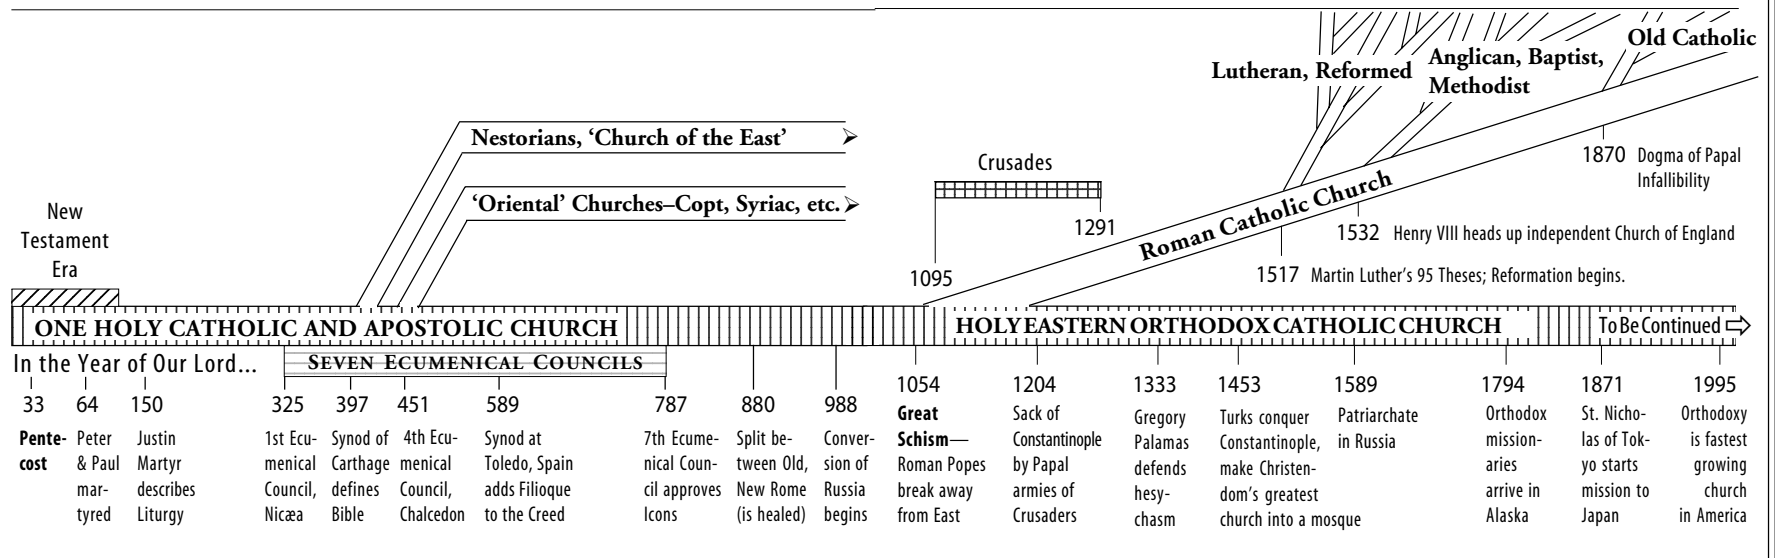 Old Catholic
Anglican, Baptist,
Methodist
Lutheran, Reformed
Nestorians, ‘Church of the East’
‘Oriental’ Churches–Copt, Syriac, etc.
Crusades
1095
1291
Roman Catholic Church
1870 Dogma of Papal
Infallibility
1532 Henry VIII heads up independent Church of England
1517 Martin Luther's 95 Theses; Reformation begins.
New
Testament
Era
ONE HOLY CATHOLIC AND APOSTOLIC CHURCH
HOLY EASTERN ORTHODOX CATHOLIC CHURCH
To Be Continued
In the Year of Our Lord...
SEVEN ECUMENICAL COUNCILS
33
Pente-
cost
64
Peter
& Paul
mar-
tyred
150
Justin
Martyr
describes
Liturgy
325
1st Ecu-
menical
Council,
Nicæa
397
Synod of
Carthage
defines
Bible
451
4th Ecu-
menical
Council,
Chalcedon
589
Synod at
Toledo, Spain
adds Filioque
to the Creed
787
7th Ecume-
nical Coun-
cil approves
Icons
880
Split be-
tween Old,
New Rome
(is healed)
988
Conver-
sion of
Russia
begins
1054
Great
Schism—
Roman Popes
break away
from East
1204
Sack of
Constantinople
by Papal
armies of
Crusaders
1333
Gregory
Palamas
defends
hesy-
chasm
1453
Turks conquer
Constantinople,
make Christen-
dom's greatest
church into a mosque
1589
Patriarchate
in Russia
1794
Orthodox
mission-
aries
arrive in
Alaska
1871
St. Nicho-
las of Tok-
yo starts
mission to
Japan
1995
Orthodoxy
is fastest
growing
church
in America